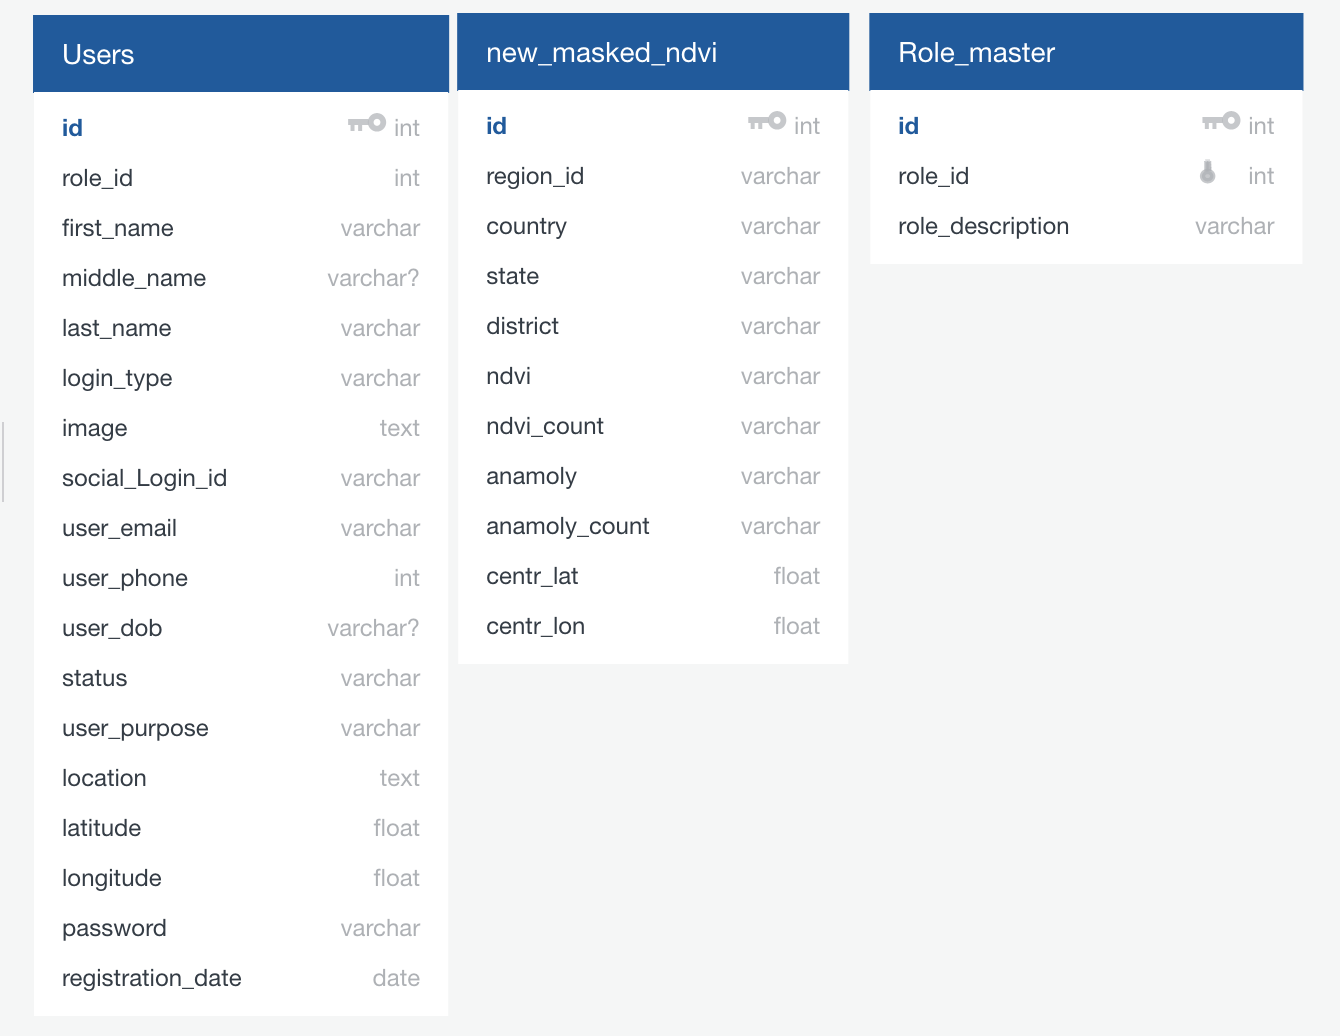 Users
id int
role_id int
first_name varchar
middle_name varchar?
last_name varchar
login_type varchar
image text
social_Login_id varchar
user_email varchar
user_phone int
user_dob varchar?
status varchar
user_purpose varchar
location text
latitude float
longitude float
password varchar
registration_date date
new_masked_ndvi
id int
region_id varchar
country varchar
state varchar
district varchar
ndvi varchar
ndvi_count varchar
anamoly varchar
anamoly_count varchar
centr_lat float
centr_lon float
Role_master
id int
role_id int
role_description varchar